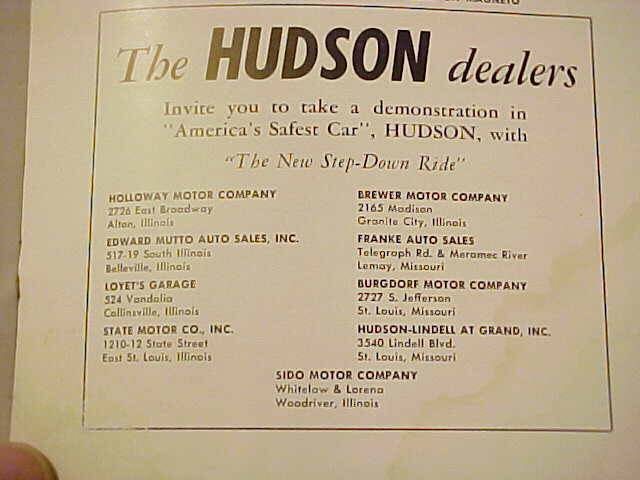 MAGNETO
The HUDSON dealers
Invite you to take a demonstration in
"America's Safest Car", HUDSON, with
"The New Step-Down Ride"
HOLLOWAY MOTOR COMPANY
2726 East Broadway
Alton, Illinois
EDWARD MUTTO AUTO SALES, INC.
517-19 South Illinois
Belleville, Illinois
LOYET'S GARAGE
524 Vandalia
Collinsville, Illinois
STATE MOTOR CO., INC.
1210-12 State Street
East St. Louis, Illinois
BREWER MOTOR COMPANY
2165 Madison
Granite City, Illinois
FRANKE AUTO SALES
Telegraph Rd. & Meramec River
Lemay, Missouri
BURGDORF MOTOR COMPANY
2727 S. Jefferson
St. Louis, Missouri
HUDSON-LINDELL AT GRAND, INC.
3540 Lindell Blvd.
St. Louis, Missouri
SIDO MOTOR COMPANY
Whitelaw & Lorena
Woodriver, Illinois